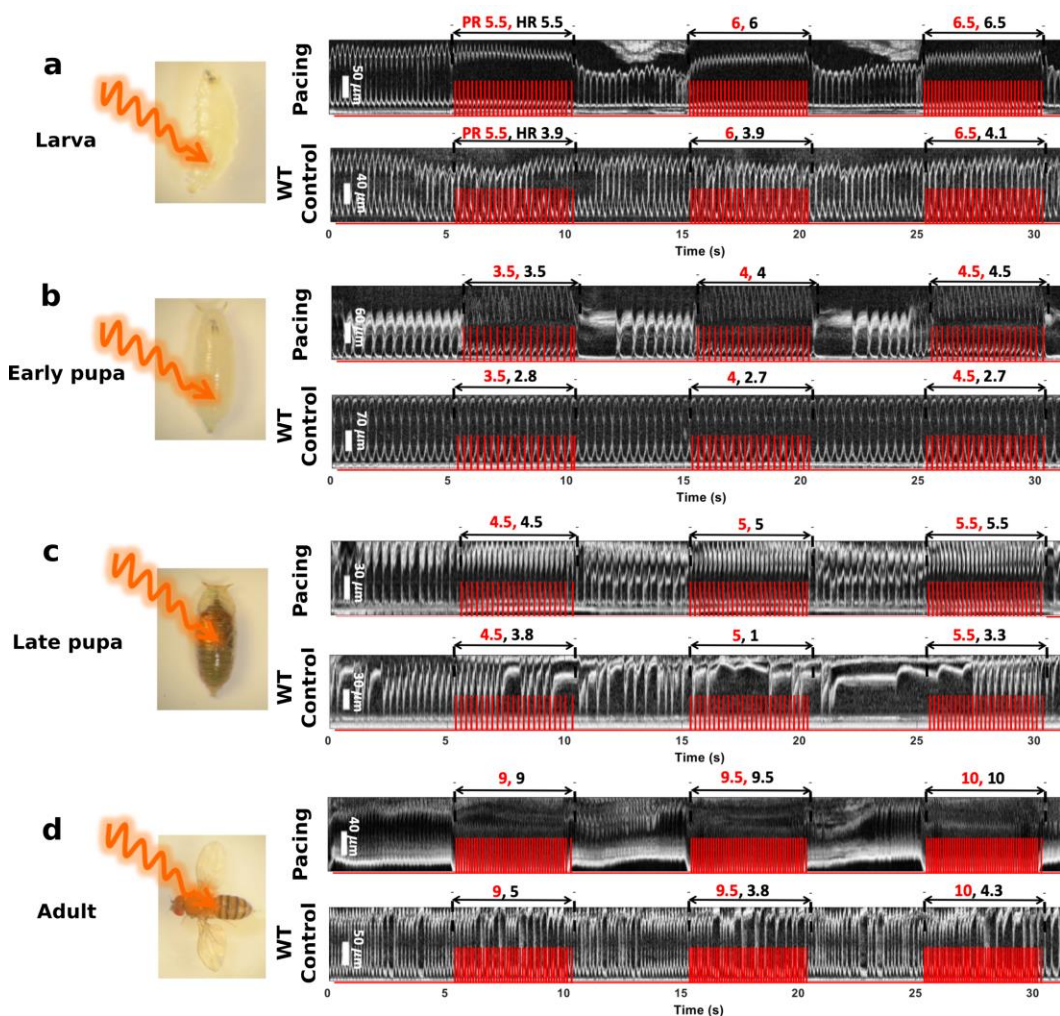 a
Larva
Pacing
50 µm
PR 5.5, HR 5.5
6, 6
6.5, 6.5
WT
Control
40 µm
PR 5.5, HR 3.9
6, 3.9
6.5, 4.1
0 5 10 15 20 25 30
Time (s)
b
Early pupa
Pacing
60 µm
3.5, 3.5
4, 4
4.5, 4.5
WT
Control
70 µm
3.5, 2.8
4, 2.7
4.5, 2.7
0 5 10 15 20 25 30
Time (s)
c
Late pupa
Pacing
30 µm
4.5, 4.5
5, 5
5.5, 5.5
WT
Control
30 µm
4.5, 3.8
5, 1
5.5, 3.3
0 5 10 15 20 25 30
Time (s)
d
Adult
Pacing
40 µm
9, 9
9.5, 9.5
10, 10
WT
Control
50 µm
9, 5
9.5, 3.8
10, 4.3
0 5 10 15 20 25 30
Time (s)